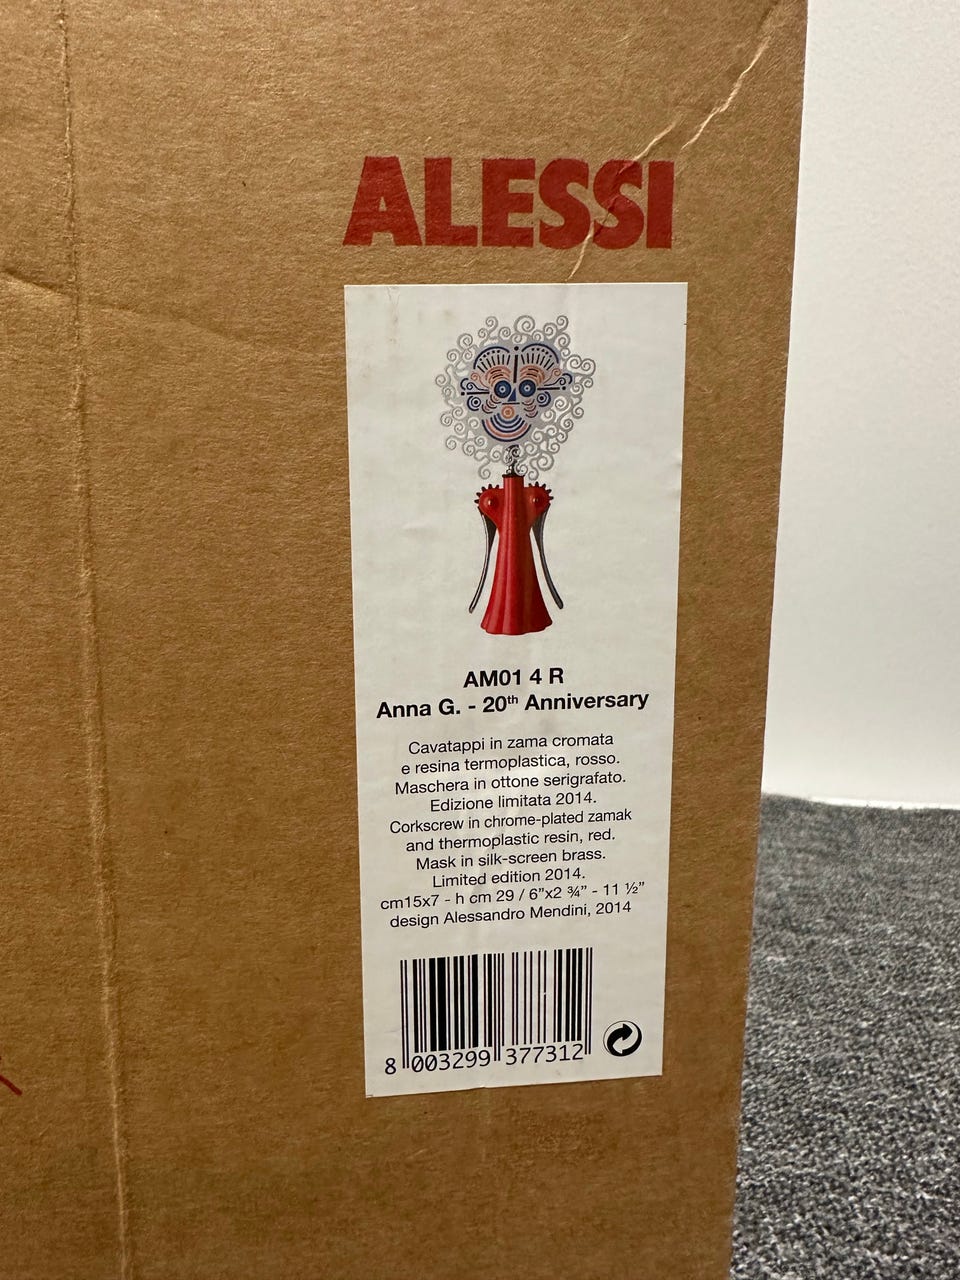 ALESSI
AM01 4 R
Anna G. - 20th Anniversary
Cavatappi in zama cromata
e resina termoplastica, rosso.
Maschera in ottone serigrafato.
Edizione limitata 2014.
Corkscrew in chrome-plated zamak
and thermoplastic resin, red.
Mask in silk-screen brass.
Limited edition 2014.
cm15x7 - h cm 29 / 6”x2 ¾” - 11 ½”
design Alessandro Mendini, 2014
8 003299 377312